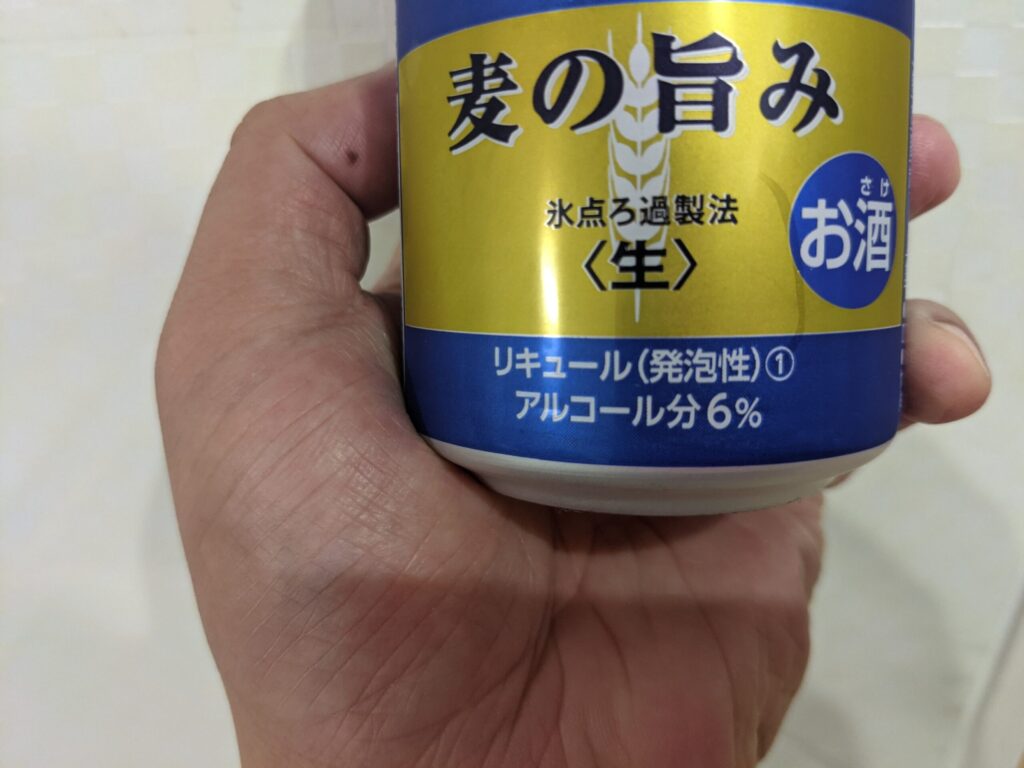 麦の旨み
氷点ろ過製法
〈生〉
さけ
お酒
リキュール(発泡性)①
アルコール分6%